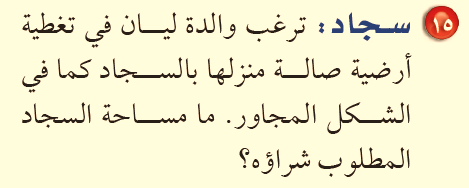 ١٥ سجاد: ترغب والدة ليان في تغطية
أرضية صالة منزلها بالسجاد كما في
الشكل المجاور. ما مساحة السجاد
المطلوب شراؤه؟